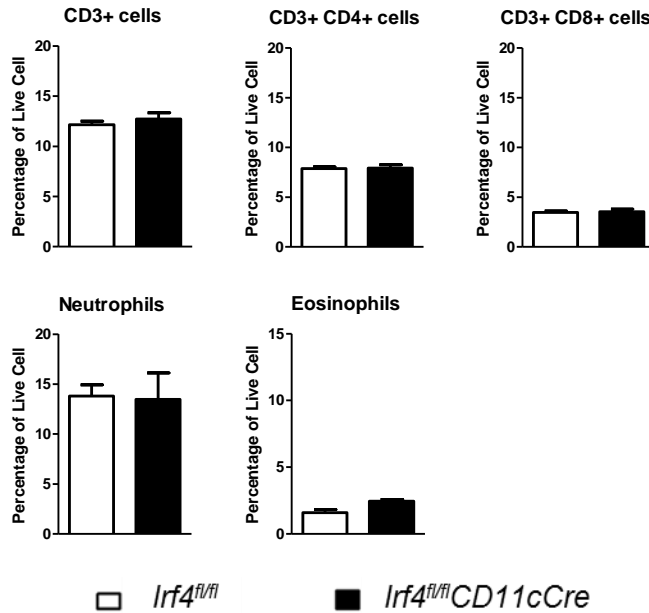 CD3+ cells
Percentage of Live Cell
20
15
10
5
0
CD3+ CD4+ cells
Percentage of Live Cell
20
15
10
5
0
CD3+ CD8+ cells
Percentage of Live Cell
20
15
10
5
0
Neutrophils
Percentage of Live Cell
20
15
10
5
0
Eosinophils
Percentage of Live Cell
15
10
5
0
Irf4fl/fl
Irf4fl/flCD11cCre